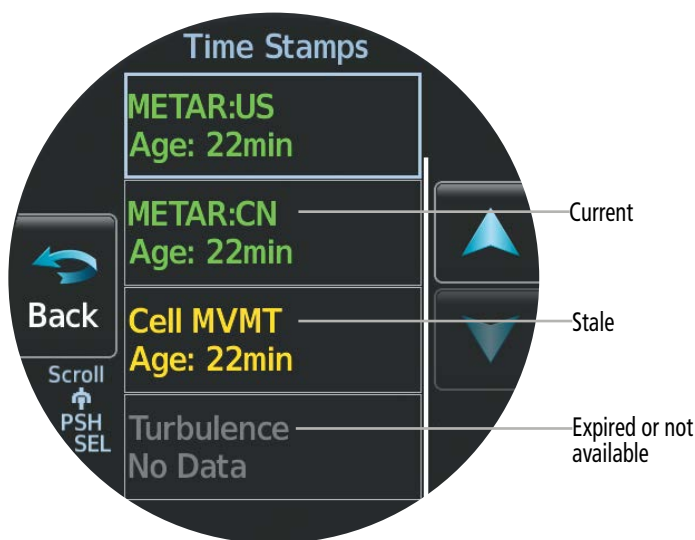 Time Stamps
METAR:US
Age: 22min
METAR:CN
Age: 22min
Cell MVMT
Age: 22min
Turbulence
No Data
Back
Scroll
PSH
SEL
Current
Stale
Expired or not
available